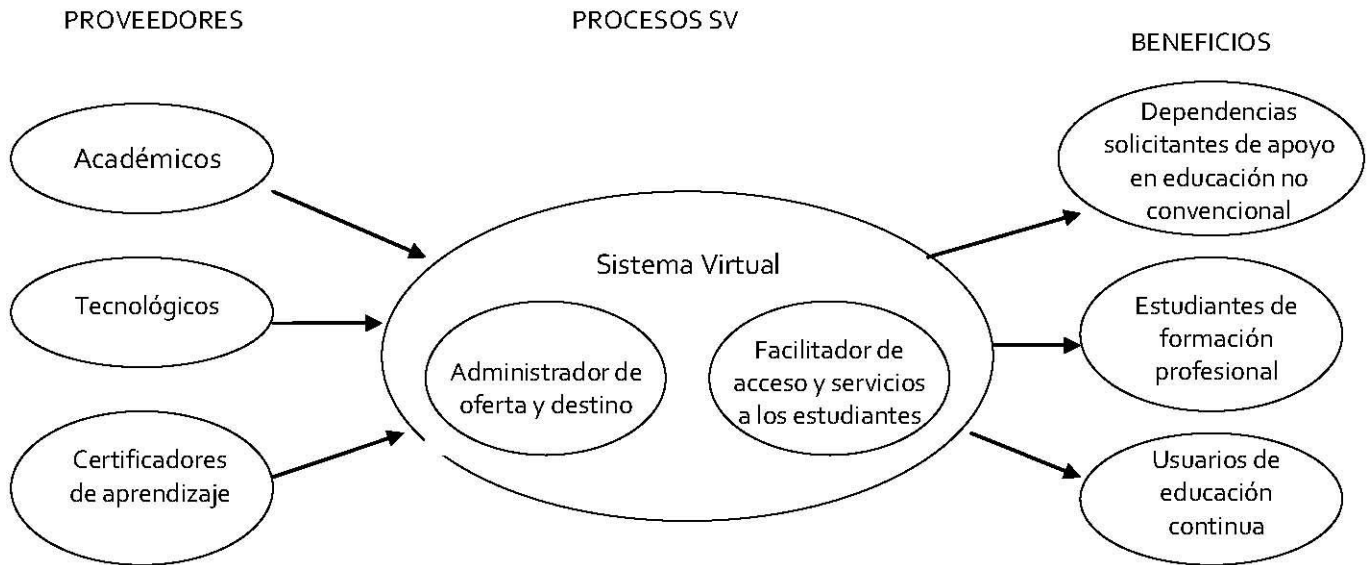 PROVEEDORES
PROCESOS SV
BENEFICIOS
Académicos
Tecnológicos
Certificadores
de aprendizaje
Sistema Virtual
Administrador de
oferta y destino
Facilitador de
acceso y servicios
a los estudiantes
Dependencias
solicitantes de apoyo
en educación no
convencional
Estudiantes de
formación
profesional
Usuarios de
educación
continua